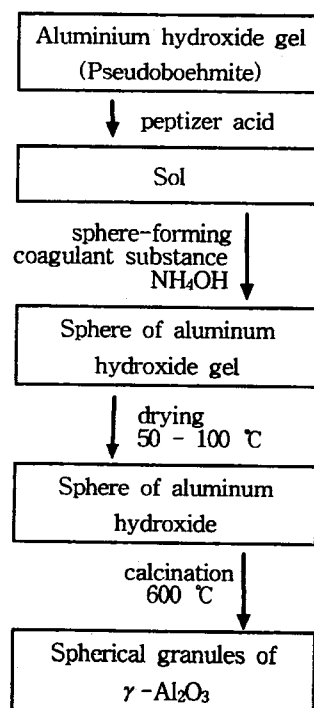 Aluminium hydroxide gel
(Pseudoboehmite)
peptizer acid
Sol
sphere-forming
coagulant substance
NH₄OH
Sphere of aluminum
hydroxide gel
drying
50 - 100 ℃
Sphere of aluminum
hydroxide
calcination
600 ℃
Spherical granules of
γ-Al₂O₃